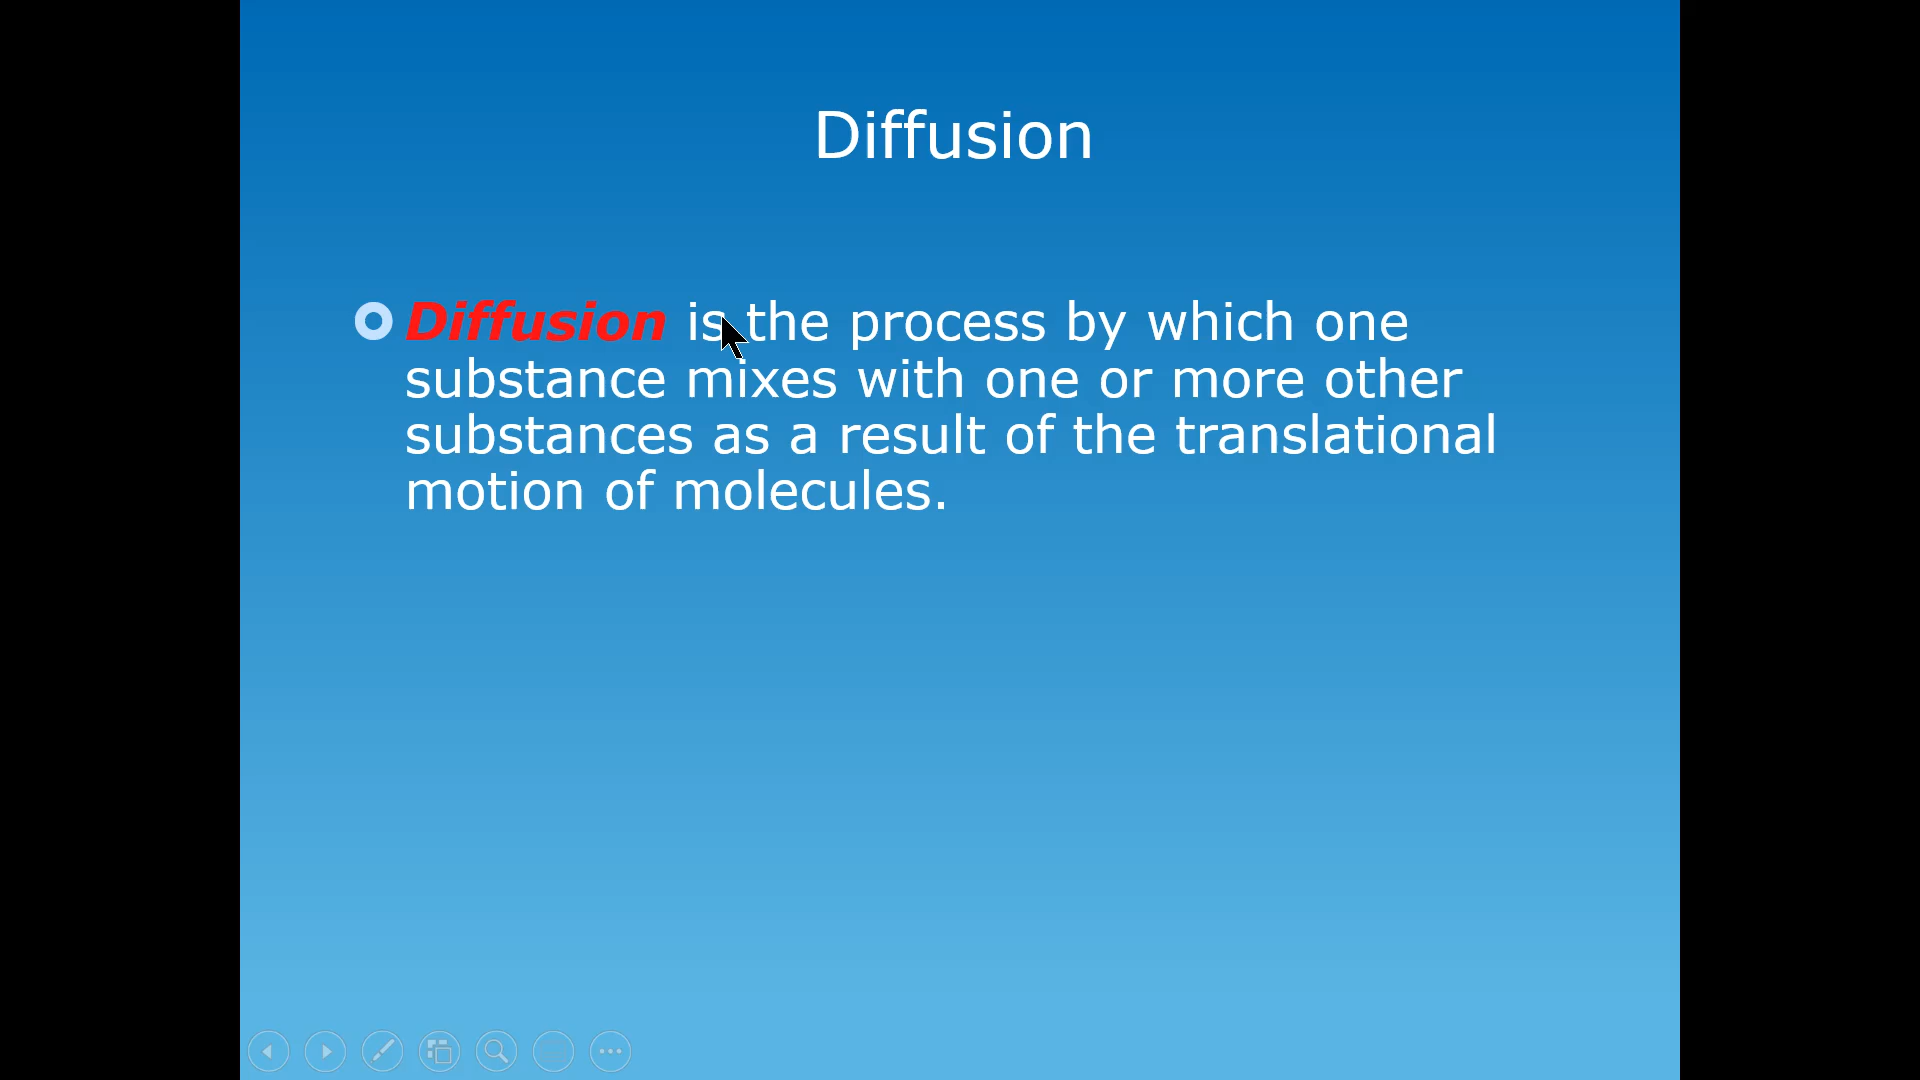 Diffusion
Diffusion is the process by which one
substance mixes with one or more other
substances as a result of the translational
motion of molecules.